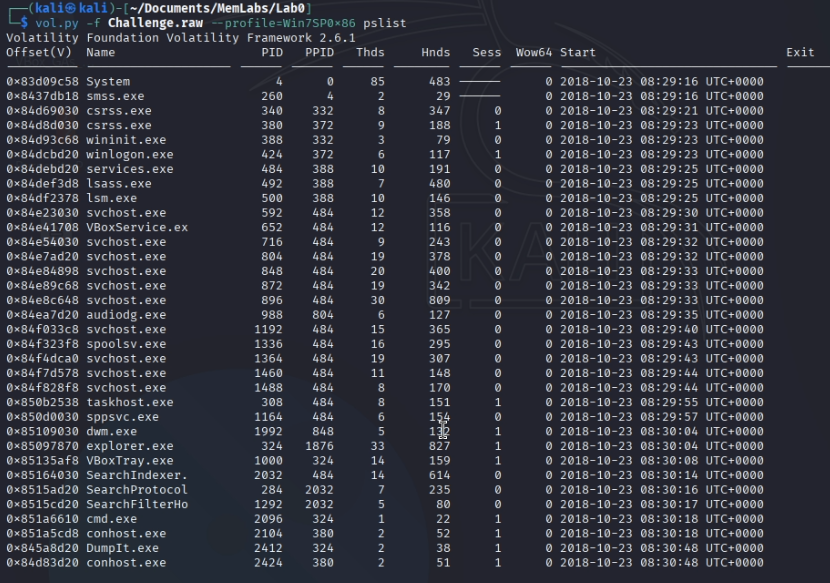 ┌──(kali㉿kali)-[~/Documents/MemLabs/Lab0]
└─$ vol.py -f Challenge.raw --profile=Win7SP0×86 pslist
Volatility Foundation Volatility Framework 2.6.1
Offset(V) Name PID PPID Thds Hnds Sess Wow64 Start Exit
0×83d09c58 System 4 0 85 483 —— 0 2018-10-23 08:29:16 UTC+0000
0×8437db18 smss.exe 260 4 2 29 —— 0 2018-10-23 08:29:16 UTC+0000
0×84d69030 csrss.exe 340 332 8 347 0 0 2018-10-23 08:29:21 UTC+0000
0×84d8d030 csrss.exe 380 372 9 188 1 0 2018-10-23 08:29:23 UTC+0000
0×84d93c68 wininit.exe 388 332 3 79 0 0 2018-10-23 08:29:23 UTC+0000
0×84dcbd20 winlogon.exe 424 372 6 117 1 0 2018-10-23 08:29:23 UTC+0000
0×84debd20 services.exe 484 388 10 191 0 0 2018-10-23 08:29:25 UTC+0000
0×84def3d8 lsass.exe 492 388 7 480 0 0 2018-10-23 08:29:25 UTC+0000
0×84df2378 lsm.exe 500 388 10 146 0 0 2018-10-23 08:29:25 UTC+0000
0×84e23030 svchost.exe 592 484 12 358 0 0 2018-10-23 08:29:30 UTC+0000
0×84e41708 VBoxService.ex 652 484 12 116 0 0 2018-10-23 08:29:31 UTC+0000
0×84e54030 svchost.exe 716 484 9 243 0 0 2018-10-23 08:29:32 UTC+0000
0×84e7ad20 svchost.exe 804 484 19 378 0 0 2018-10-23 08:29:32 UTC+0000
0×84e84898 svchost.exe 848 484 20 400 0 0 2018-10-23 08:29:33 UTC+0000
0×84e89c68 svchost.exe 872 484 19 342 0 0 2018-10-23 08:29:33 UTC+0000
0×84e8c648 svchost.exe 896 484 30 809 0 0 2018-10-23 08:29:33 UTC+0000
0×84ea7d20 audiodg.exe 988 804 6 127 0 0 2018-10-23 08:29:35 UTC+0000
0×84f033c8 svchost.exe 1192 484 15 365 0 0 2018-10-23 08:29:40 UTC+0000
0×84f323f8 spoolsv.exe 1336 484 16 295 0 0 2018-10-23 08:29:43 UTC+0000
0×84f4dca0 svchost.exe 1364 484 19 307 0 0 2018-10-23 08:29:43 UTC+0000
0×84f7d578 svchost.exe 1460 484 11 148 0 0 2018-10-23 08:29:44 UTC+0000
0×84f828f8 svchost.exe 1488 484 8 170 0 0 2018-10-23 08:29:44 UTC+0000
0×850b2538 taskhost.exe 308 484 8 151 1 0 2018-10-23 08:29:55 UTC+0000
0×850d0030 sppsvc.exe 1164 484 6 154 0 0 2018-10-23 08:29:57 UTC+0000
0×85109030 dwm.exe 1992 848 5 132 1 0 2018-10-23 08:30:04 UTC+0000
0×85097870 explorer.exe 324 1876 33 827 1 0 2018-10-23 08:30:04 UTC+0000
0×85135af8 VBoxTray.exe 1000 324 14 159 1 0 2018-10-23 08:30:08 UTC+0000
0×85164030 SearchIndexer. 2032 484 14 614 0 0 2018-10-23 08:30:14 UTC+0000
0×8515ad20 SearchProtocol 284 2032 7 235 0 0 2018-10-23 08:30:16 UTC+0000
0×8515cd20 SearchFilterHo 1292 2032 5 80 0 0 2018-10-23 08:30:17 UTC+0000
0×851a6610 cmd.exe 2096 324 1 22 1 0 2018-10-23 08:30:18 UTC+0000
0×851a5cd8 conhost.exe 2104 380 2 52 1 0 2018-10-23 08:30:18 UTC+0000
0×845a8d20 DumpIt.exe 2412 324 2 38 1 0 2018-10-23 08:30:48 UTC+0000
0×84d83d20 conhost.exe 2424 380 2 51 1 0 2018-10-23 08:30:48 UTC+0000